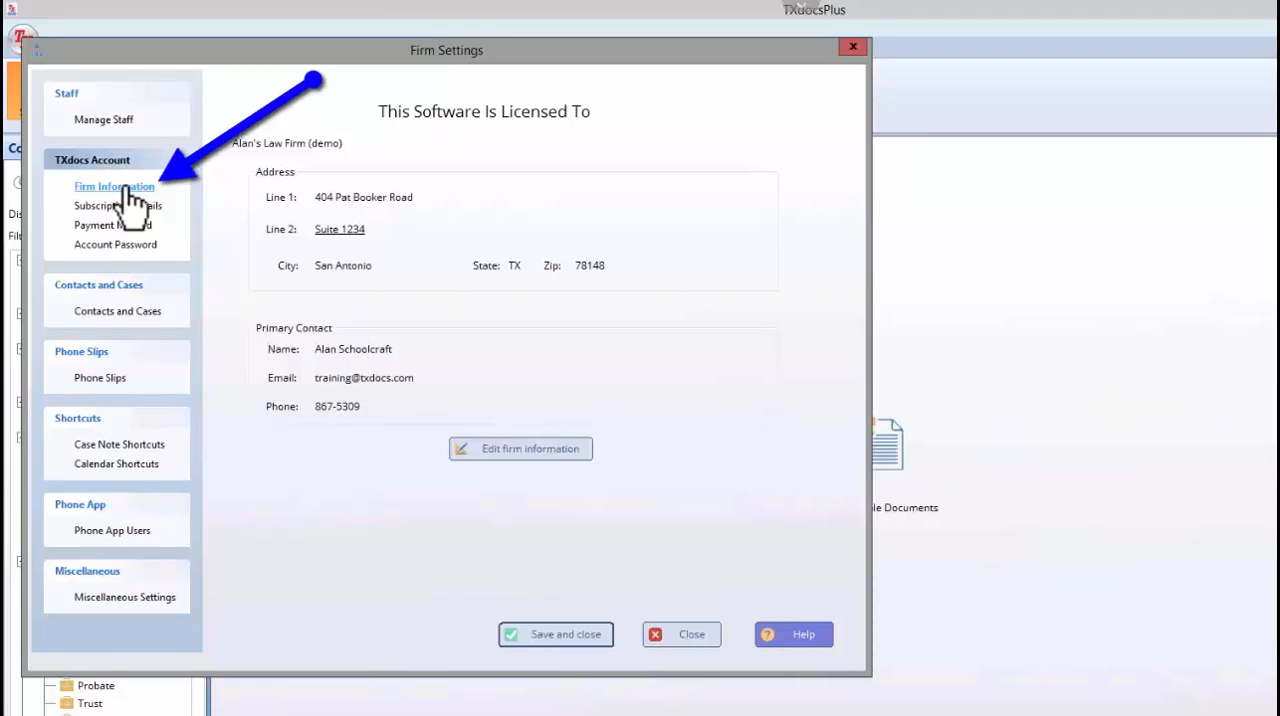 TXdocsPlus
Firm Settings
Staff
Manage Staff
TXdocs Account
Firm Information
Payment
Account Password
Contacts and Cases
Contacts and Cases
Phone Slips
Phone Slips
Shortcuts
Case Note Shortcuts
Calendar Shortcuts
Phone App
Phone App Users
Miscellaneous
Miscellaneous Settings
This Software Is Licensed To
Alan's Law Firm (demo)
Address
Line 1: 404 Pat Booker Road
Line 2: Suite 1234
City: San Antonio State: TX Zip: 78148
Primary Contact
Name: Alan Schoolcraft
Email: training@txdocs.com
Phone: 867-5309
Edit firm information
Save and close
Close
Help
Documents
Probate
Trust